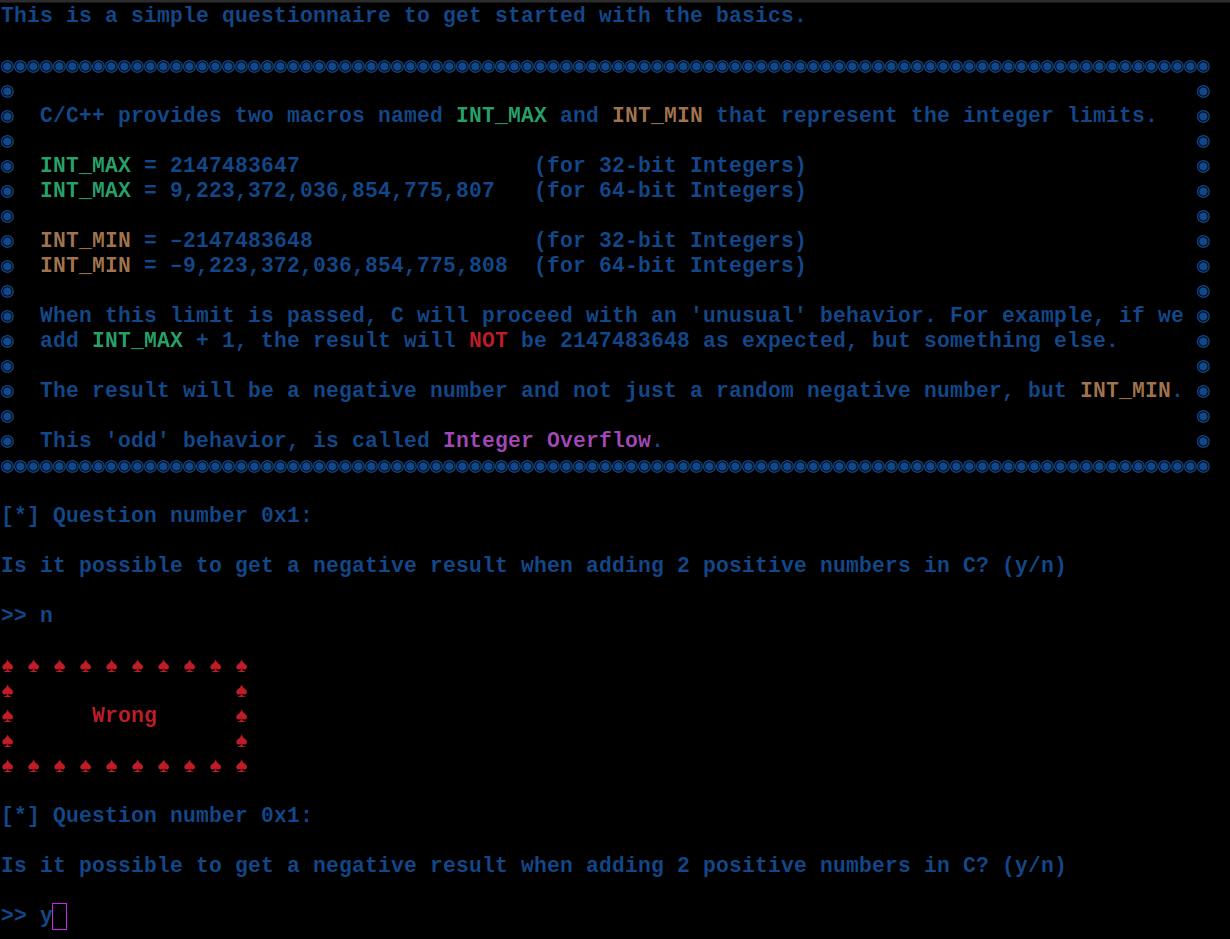 This is a simple questionnaire to get started with the basics.
C/C++ provides two macros named INT_MAX and INT_MIN that represent the integer limits.
INT_MAX = 2147483647 (for 32-bit Integers)
INT_MAX = 9,223,372,036,854,775,807 (for 64-bit Integers)
INT_MIN = –2147483648 (for 32-bit Integers)
INT_MIN = –9,223,372,036,854,775,808 (for 64-bit Integers)
When this limit is passed, C will proceed with an 'unusual' behavior. For example, if we
add INT_MAX + 1, the result will NOT be 2147483648 as expected, but something else.
The result will be a negative number and not just a random negative number, but INT_MIN.
This 'odd' behavior, is called Integer Overflow.
[*] Question number 0x1:
Is it possible to get a negative result when adding 2 positive numbers in C? (y/n)
>> n
Wrong
[*] Question number 0x1:
Is it possible to get a negative result when adding 2 positive numbers in C? (y/n)
>> y